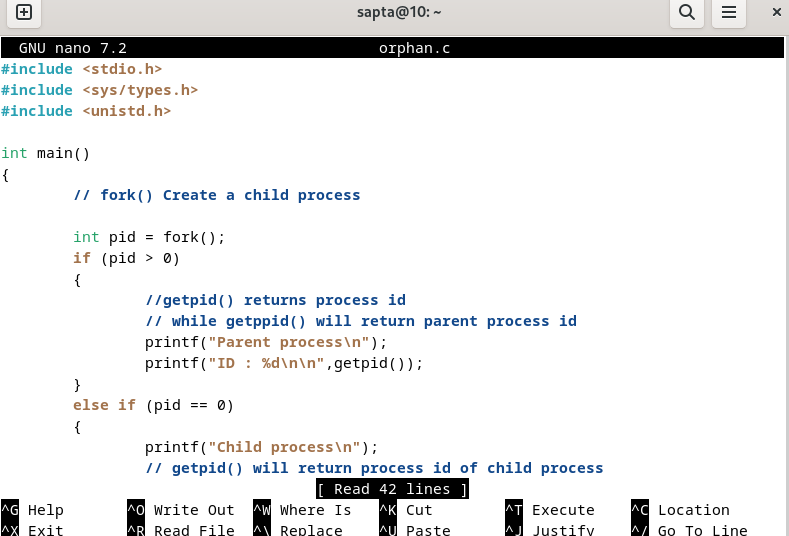 sapta@10: ~
GNU nano 7.2 orphan.c
#include <stdio.h>
#include <sys/types.h>
#include <unistd.h>
int main()
{
// fork() Create a child process
int pid = fork();
if (pid > 0)
{
//getpid() returns process id
// while getppid() will return parent process id
printf("Parent process\n");
printf("ID : %d\n\n",getpid());
}
else if (pid == 0)
{
printf("Child process\n");
// getpid() will return process id of child process
[ Read 42 lines ]
^G Help ^O Write Out ^W Where Is ^K Cut ^T Execute ^C Location
^X Exit ^R Read File ^\ Replace ^U Paste ^J Justify ^/ Go To Line